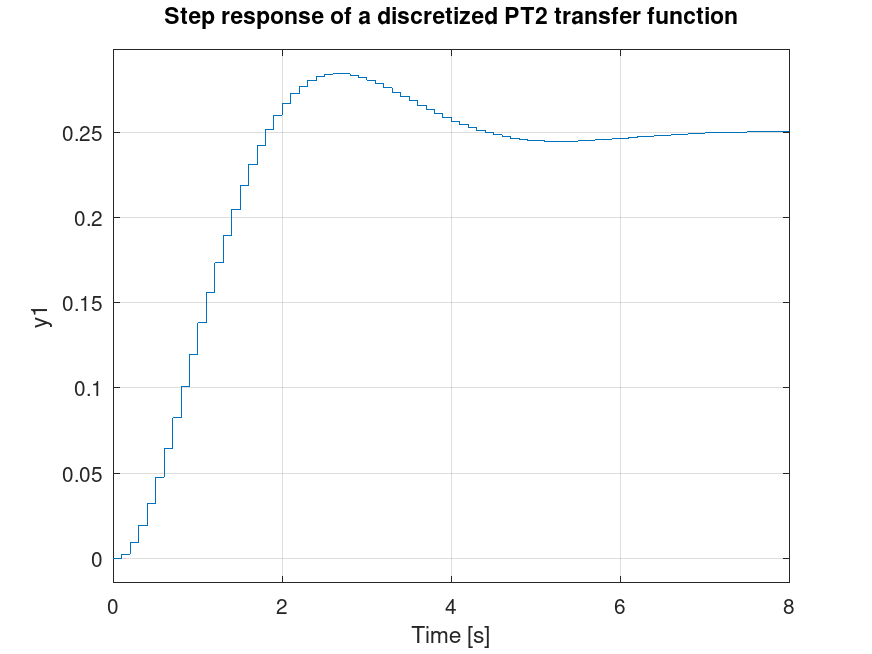 Step response of a discretized PT2 transfer function
0.25
0.2
0.15
y1
0.1
0.05
0
0 2 4 6 8
Time [s]